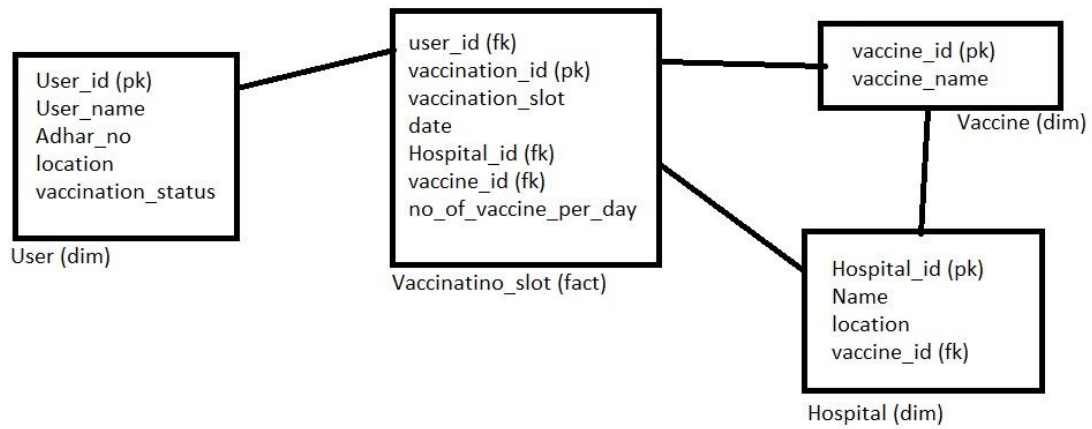 User_id (pk)
User_name
Adhar_no
location
vaccination_status
User (dim)
user_id (fk)
vaccination_id (pk)
vaccination_slot
date
Hospital_id (fk)
vaccine_id (fk)
no_of_vaccine_per_day
Vaccinatino_slot (fact)
vaccine_id (pk)
vaccine_name
Vaccine (dim)
Hospital_id (pk)
Name
location
vaccine_id (fk)
Hospital (dim)